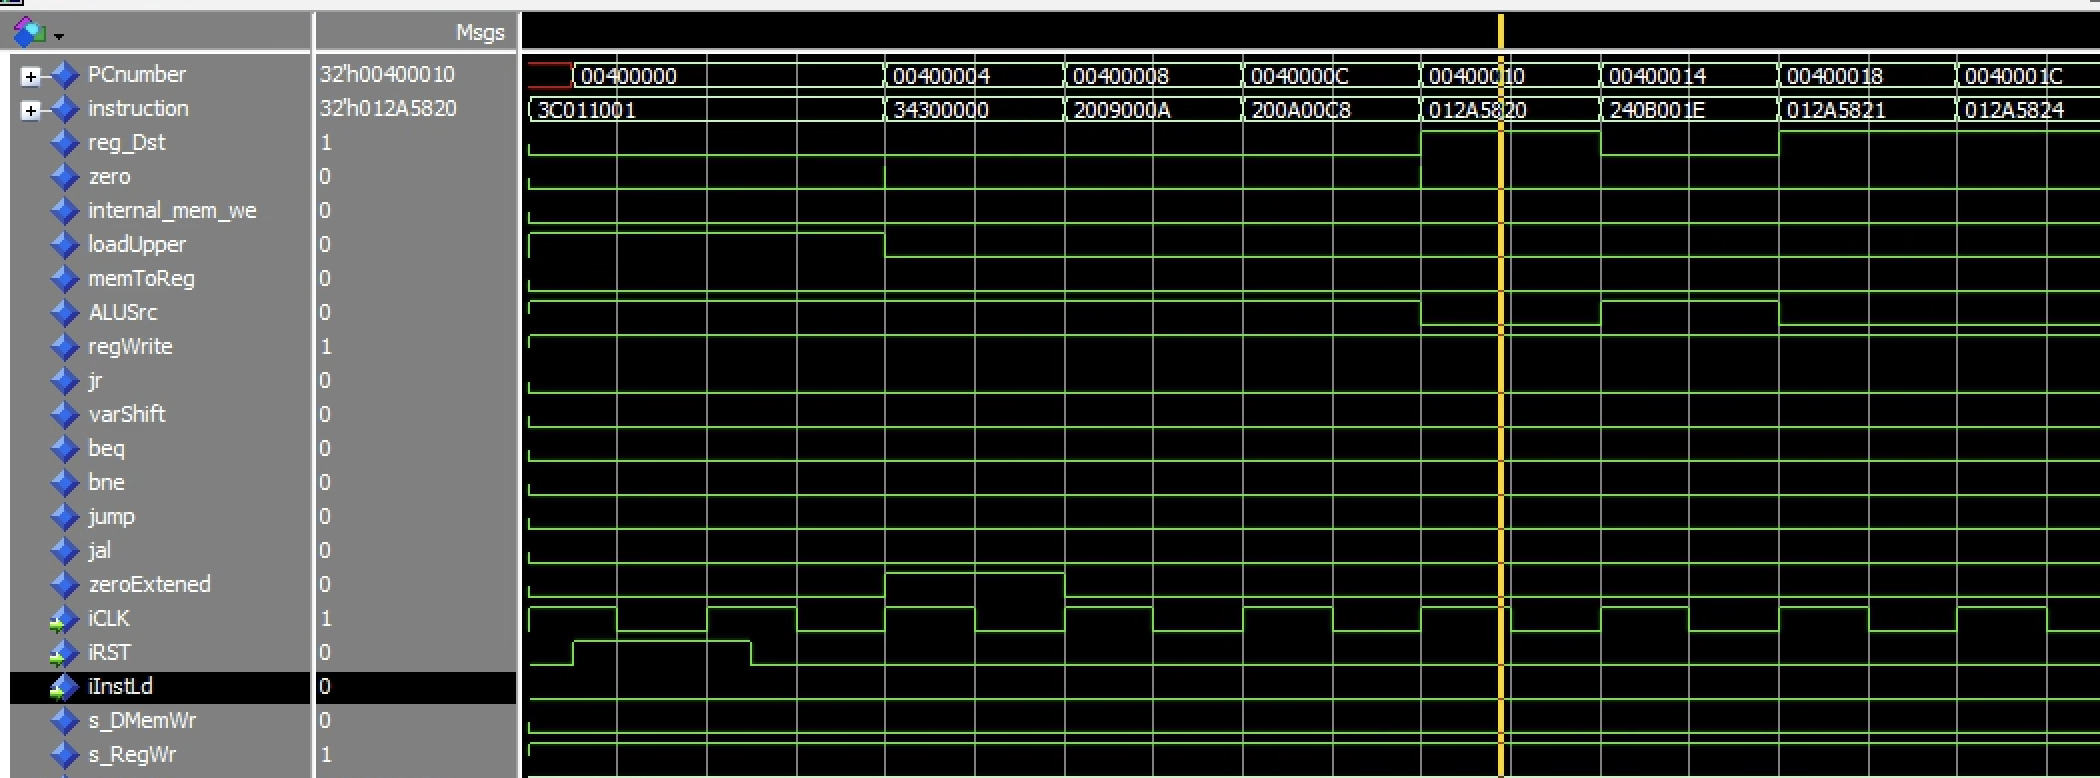 Msgs
PCnumber 32'h00400010 00400000 00400004 00400008 0040000C 00400010 00400014 00400018 0040001C
instruction 32'h012A5820 3C011001 34300000 2009000A 200A00C8 012A5820 240B001E 012A5821 012A5824
reg_Dst 1
zero 0
internal_mem_we 0
loadUpper 0
memToReg 0
ALUSrc 0
regWrite 1
jr 0
varShift 0
beq 0
bne 0
jump 0
jal 0
zeroExtened 0
iCLK 1
iRST 0
iInstLd 0
s_DMemWr 0
s_RegWr 1